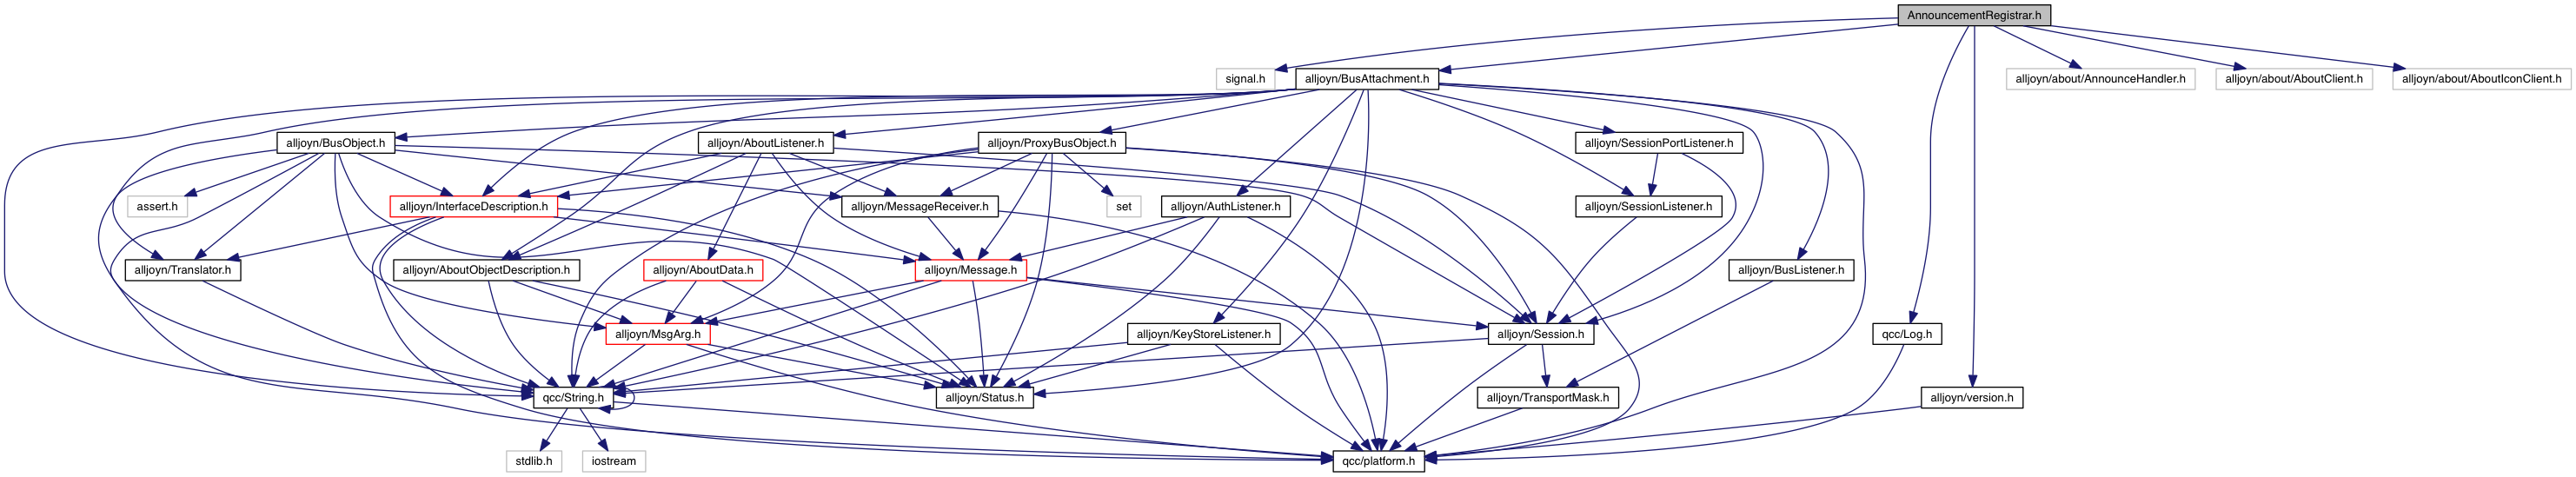 AnnouncementRegistrar.h
signal.h
alljoyn/BusAttachment.h
alljoyn/about/AnnounceHandler.h
alljoyn/about/AboutClient.h
alljoyn/about/AboutIconClient.h
alljoyn/BusObject.h
alljoyn/AboutListener.h
alljoyn/ProxyBusObject.h
alljoyn/SessionPortListener.h
assert.h
alljoyn/InterfaceDescription.h
alljoyn/MessageReceiver.h
set
alljoyn/AuthListener.h
alljoyn/SessionListener.h
alljoyn/Translator.h
alljoyn/AboutObjectDescription.h
alljoyn/AboutData.h
alljoyn/Message.h
alljoyn/BusListener.h
alljoyn/MsgArg.h
alljoyn/KeyStoreListener.h
alljoyn/Session.h
qcc/Log.h
qcc/String.h
alljoyn/Status.h
alljoyn/TransportMask.h
alljoyn/version.h
stdlib.h
iostream
qcc/platform.h